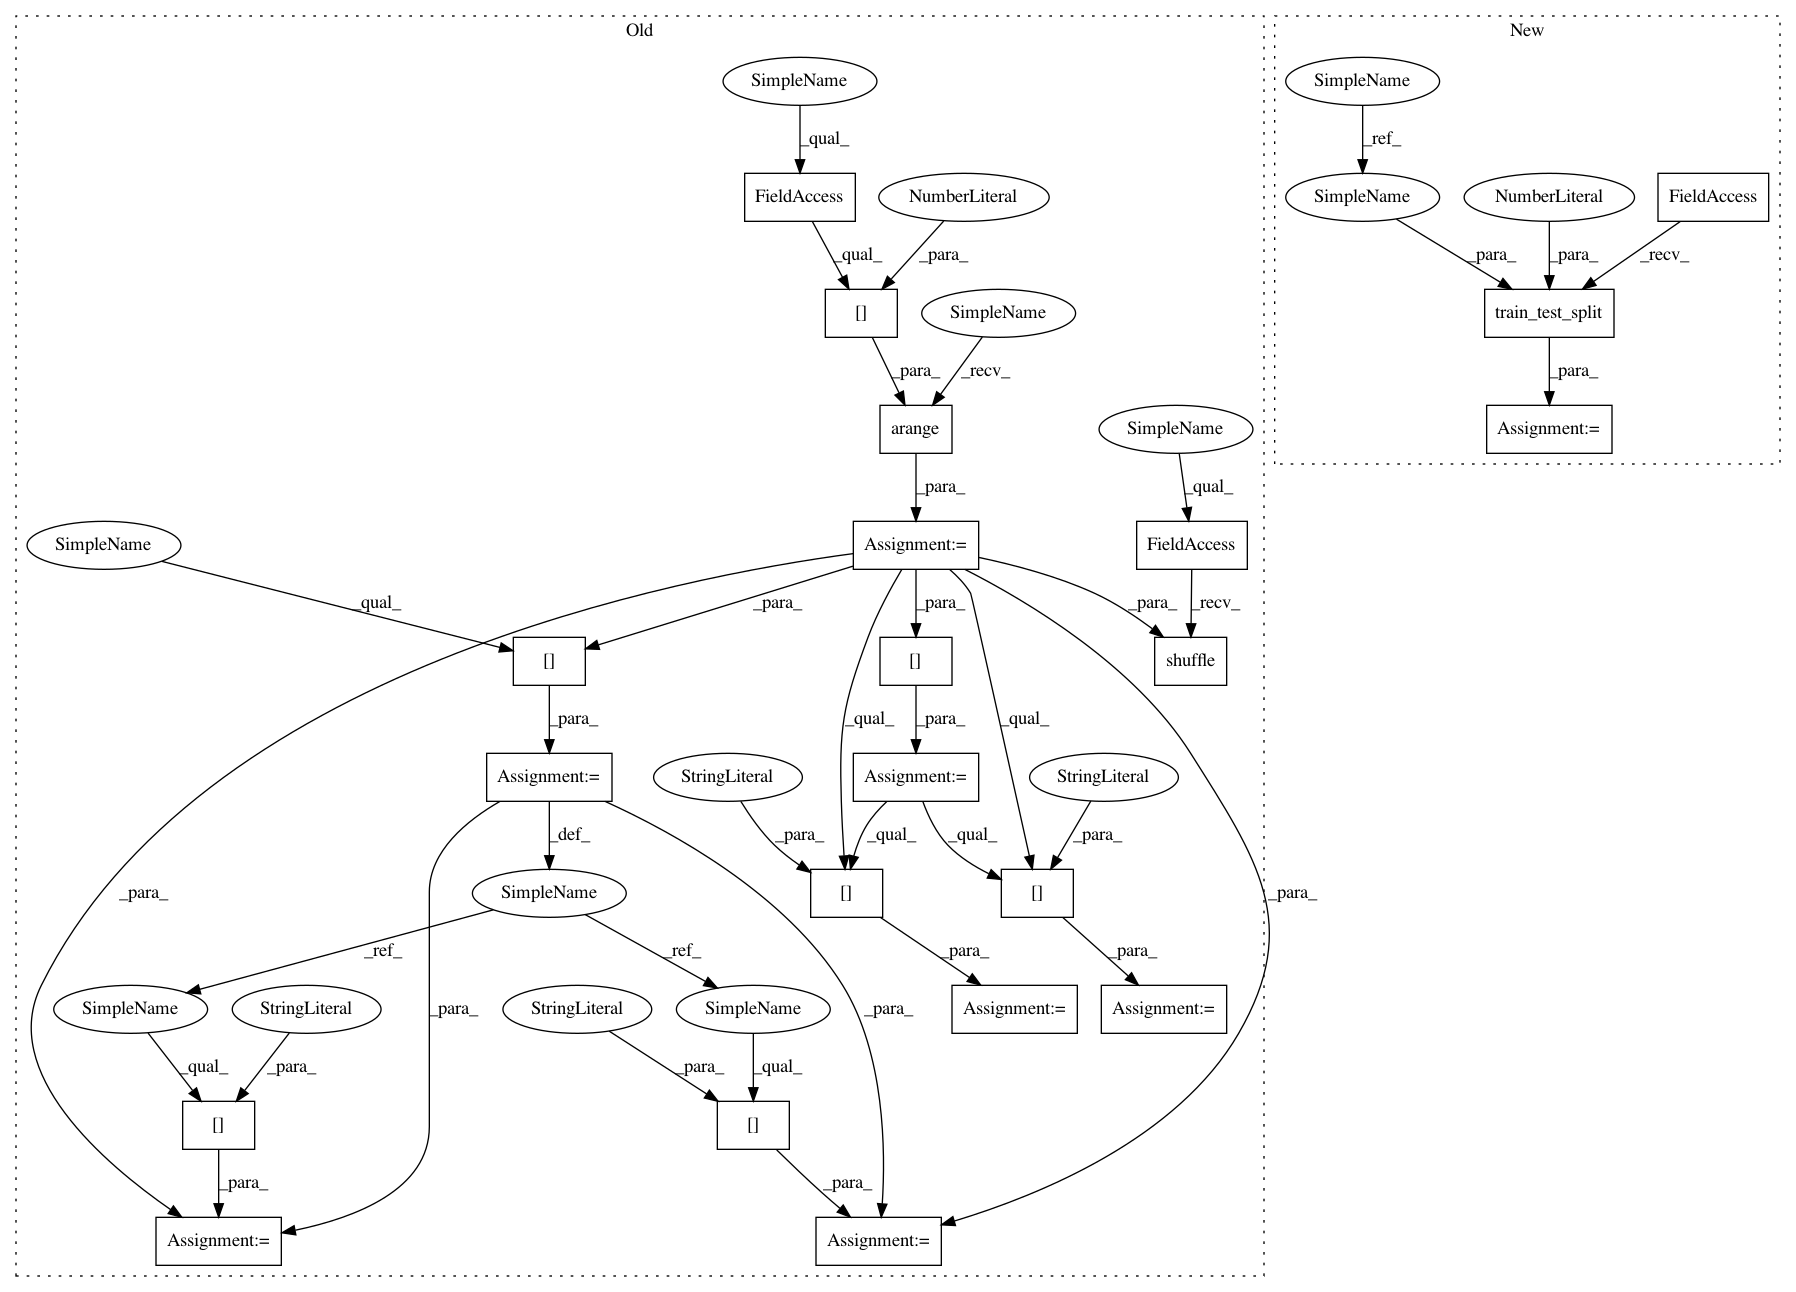 Old
New
SimpleName
SimpleName
_qual_
_ref_
FieldAccess
NumberLiteral
SimpleName
NumberLiteral
FieldAccess
_qual_
_para_
_para_
_para_
_recv_
[]
SimpleName
train_test_split
_para_
_recv_
_para_
arange
SimpleName
Assignment:=
_para_
_qual_
SimpleName
Assignment:=
FieldAccess
_qual_
_para_
_para_
_para_
_recv_
[]
[]
shuffle
_para_
_qual_
_para_
_qual_
Assignment:=
StringLiteral
Assignment:=
StringLiteral
_def_
_para_
_qual_
_qual_
_para_
_para_
SimpleName
[]
[]
_para_
_ref_
_ref_
_para_
_para_
SimpleName
StringLiteral
_para_
StringLiteral
SimpleName
_para_
Assignment:=
Assignment:=
_qual_
_para_
_para_
_qual_
[]
[]
_para_
_para_
Assignment:=
Assignment:=